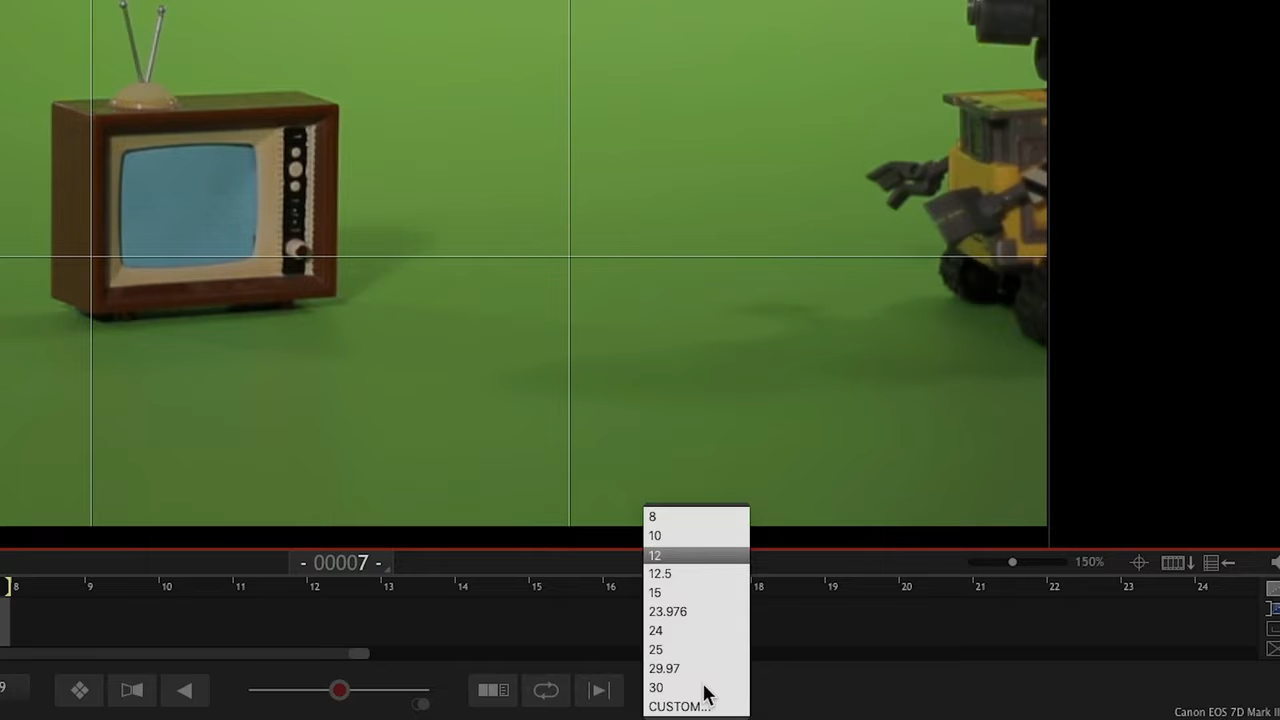 8
10
12
12.5
15
23.976
24
25
29.97
30
CUSTOM...
- 00007 -
150%
8 9 10 11 12 13 14 15 16 18 19 20 21 22 23 24
9
E
Canon EOS 7D Mark II